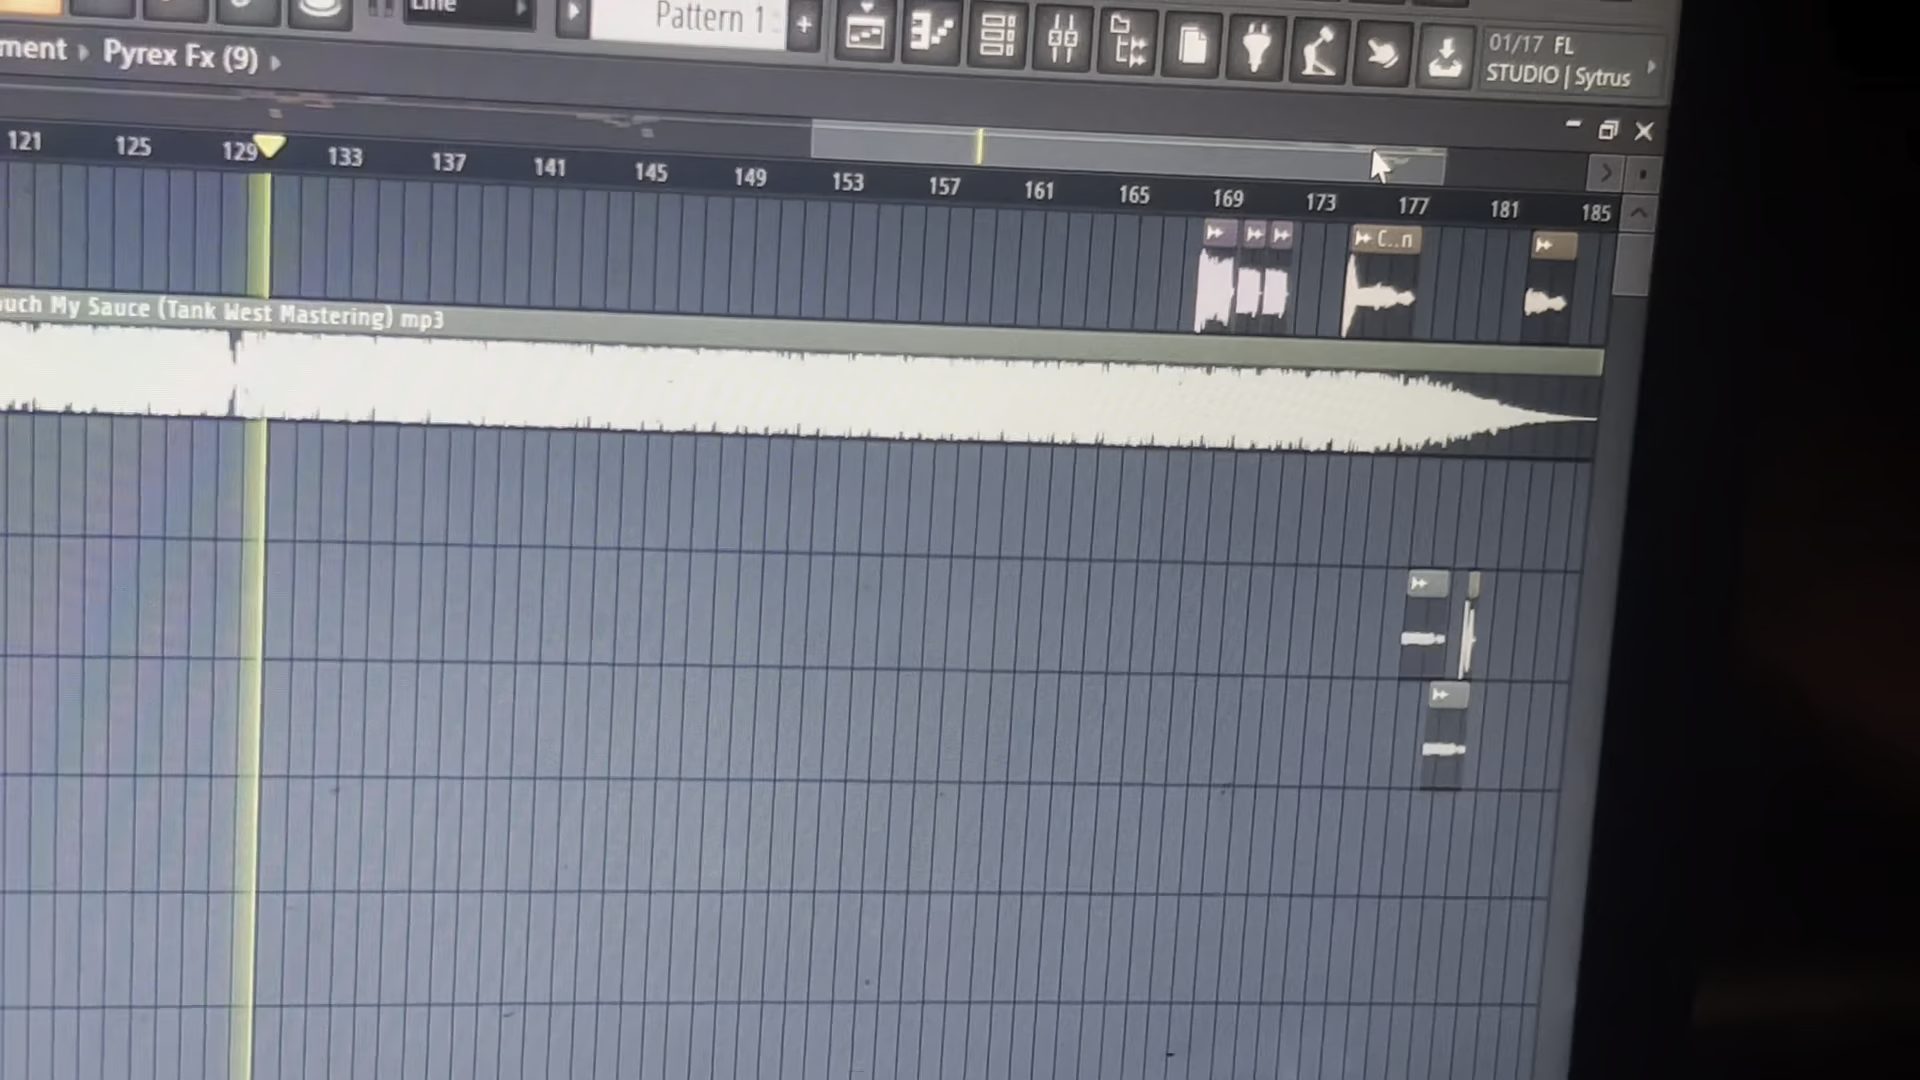 Line
Pattern 1
+
01/17 FL
STUDIO | Sytrus
ment
Pyrex Fx (9)
121 125 129 133 137 141 145 149 153 157 161 165 169 173 177 181 185
C..n
uch My Sauce (Tank West Mastering) mp3